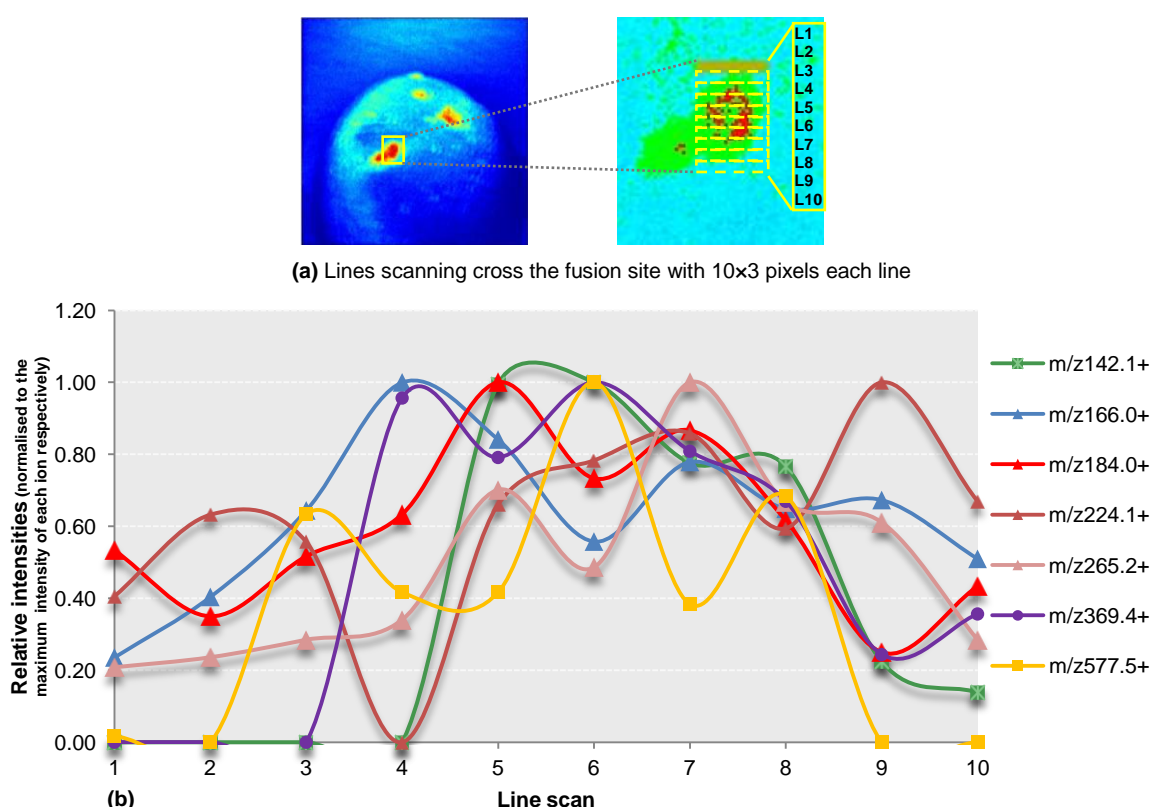 L1
L2
L3
L4
L5
L6
L7
L8
L9
L10
(a) Lines scanning cross the fusion site with 10×3 pixels each line
Relative intensities (normalised to the
maximum intensity of each ion respectively)
1.20
1.00
0.80
0.60
0.40
0.20
0.00
1 2 3 4 5 6 7 8 9 10
(b) Line scan
m/z142.1+
m/z166.0+
m/z184.0+
m/z224.1+
m/z265.2+
m/z369.4+
m/z577.5+